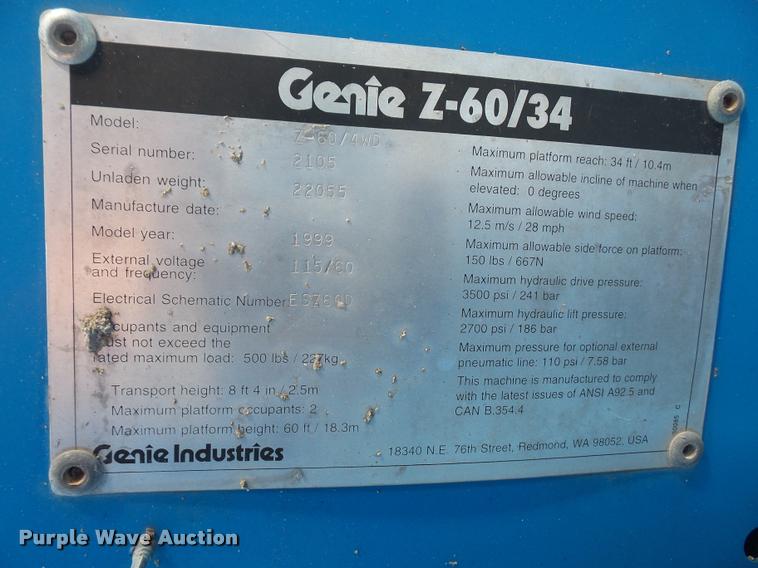 Genie Z-60/34
Model: Z-60/4WD
Serial number: 2105
Unladen weight: 22055
Manufacture date:
Model year: 1999
External voltage
and frequency: 115/60
Electrical Schematic Number
Occupants and equipment
must not exceed the
rated maximum load: 500 lbs / 227kg
Transport height: 8 ft 4 in / 2.5m
Maximum platform occupants: 2
Maximum platform height: 60 ft / 18.3m
Maximum platform reach: 34 ft / 10.4m
Maximum allowable incline of machine when
elevated: 0 degrees
Maximum allowable wind speed:
12.5 m/s / 28 mph
Maximum allowable side force on platform:
150 lbs / 667N
Maximum hydraulic drive pressure:
3500 psi / 241 bar
Maximum hydraulic lift pressure:
2700 psi / 186 bar
Maximum pressure for optional external
pneumatic line: 110 psi / 7.58 bar
This machine is manufactured to comply
with the latest issues of ANSI A92.5 and
CAN B.354.4
Genie Industries
18340 N.E. 76th Street, Redmond, WA 98052, USA
Purple Wave Auction